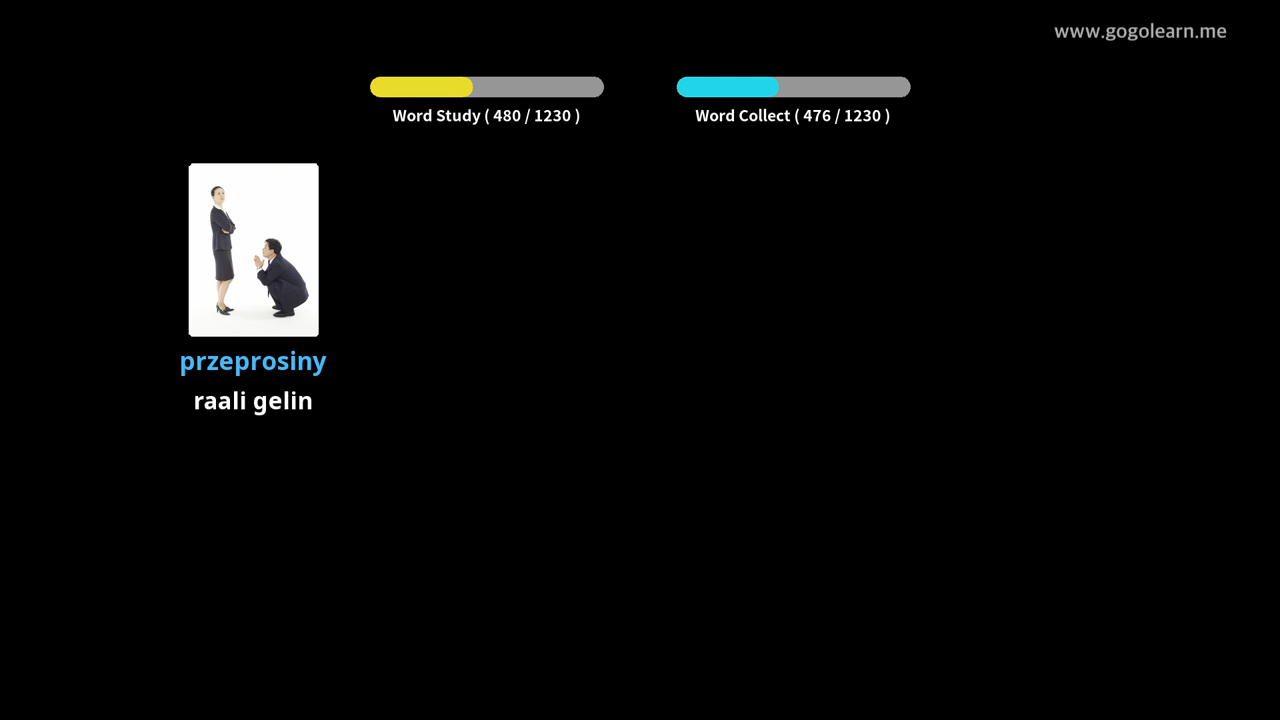 www.gogolearn.me
Word Study ( 480 / 1230 )
Word Collect ( 476 / 1230 )
przeprosiny
raali gelin